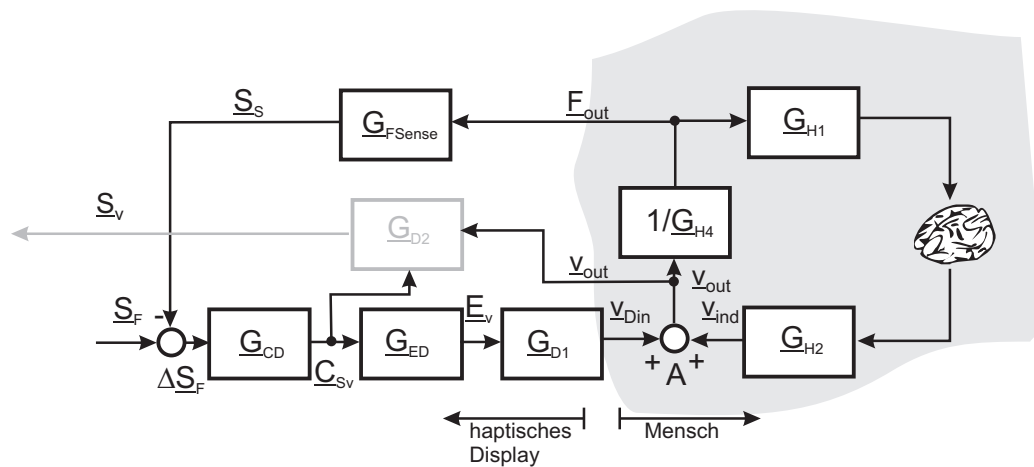 S_S
G_FSense
F_out
G_H1
S_v
G_D2
1/G_H4
v_out
v_out
S_F
-
G_CD
G_ED
E_v
G_D1
v_Din
v_ind
G_H2
ΔS_F
C_Sv
+ A +
haptisches
Display
Mensch